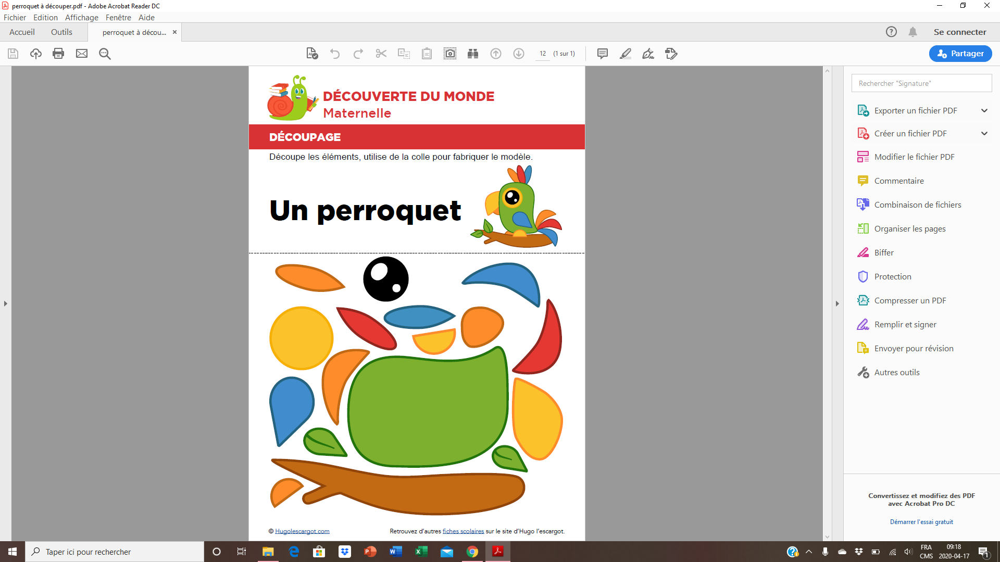 perroquet à découper.pdf - Adobe Acrobat Reader DC
Fichier Edition Affichage Fenêtre Aide
Accueil Outils perroquet à décou... Se connecter
12 (1 sur 1) Partager
DÉCOUVERTE DU MONDE
Maternelle
DÉCOUPAGE
Découpe les éléments, utilise de la colle pour fabriquer le modèle.
Un perroquet
© Hugolescargot.com Retrouvez d'autres fiches scolaires sur le site d'Hugo l'escargot.
Rechercher "Signature"
Exporter un fichier PDF
Créer un fichier PDF
Modifier le fichier PDF
Commentaire
Combinaison de fichiers
Organiser les pages
Biffer
Protection
Compresser un PDF
Remplir et signer
Envoyer pour révision
Autres outils
Convertissez et modifiez des PDF
avec Acrobat Pro DC
Démarrer l'essai gratuit
Taper ici pour rechercher
FRA 09:18
CMS 2020-04-17 1